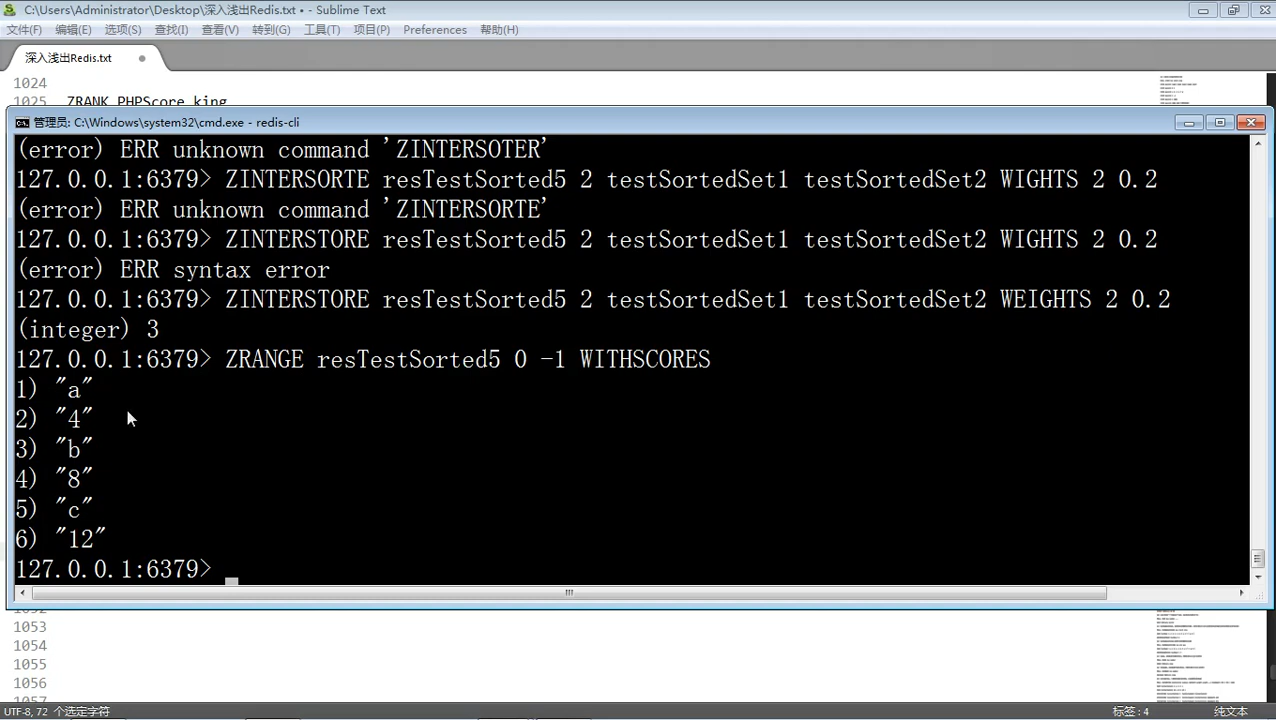 C:\Users\Administrator\Desktop\深入浅出Redis.txt • - Sublime Text
文件(F) 编辑(E) 选项(S) 查找(I) 查看(V) 转到(G) 工具(T) 项目(P) Preferences 帮助(H)
深入浅出Redis.txt
1024
1025 ZRANK PHPScore king
员: C:\Windows\system32\cmd.exe - redis-cli
(error) ERR unknown command 'ZINTERSOTER'
127.0.0.1:6379> ZINTERSORTE resTestSorted5 2 testSortedSet1 testSortedSet2 WIGHTS 2 0.2
(error) ERR unknown command 'ZINTERSORTE'
127.0.0.1:6379> ZINTERSTORE resTestSorted5 2 testSortedSet1 testSortedSet2 WIGHTS 2 0.2
(error) ERR syntax error
127.0.0.1:6379> ZINTERSTORE resTestSorted5 2 testSortedSet1 testSortedSet2 WEIGHTS 2 0.2
(integer) 3
127.0.0.1:6379> ZRANGE resTestSorted5 0 -1 WITHSCORES
1) "a"
2) "4"
3) "b"
4) "8"
5) "c"
6) "12"
127.0.0.1:6379>
1052
1053
1054
1055
1056
1057
UTF-8, 7 个选定字符
标签: 4
纯文本